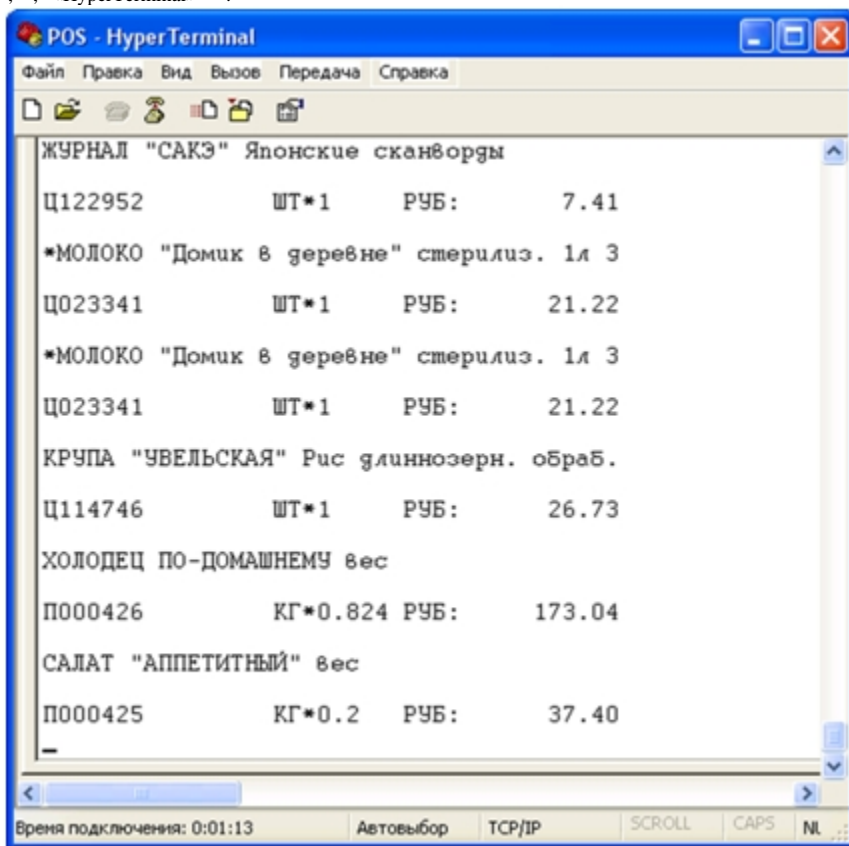 HyperTerminal
POS - HyperTerminal
Файл Правка Вид Вызов Передача Справка
ЖУРНАЛ "САКЭ" Японские сканворды
Ц122952 ШТ*1 РУБ: 7.41
*МОЛОКО "Домик в деревне" стерилиз. 1л 3
Ц023341 ШТ*1 РУБ: 21.22
*МОЛОКО "Домик в деревне" стерилиз. 1л 3
Ц023341 ШТ*1 РУБ: 21.22
КРУПА "УВЕЛЬСКАЯ" Рис длиннозерн. обраб.
Ц114746 ШТ*1 РУБ: 26.73
ХОЛОДЕЦ ПО-ДОМАШНЕМУ вес
П000426 КГ*0.824 РУБ: 173.04
САЛАТ "АППЕТИТНЫЙ" вес
П000425 КГ*0.2 РУБ: 37.40
Время подключения: 0:01:13 Автовыбор TCP/IP SCROLL CAPS